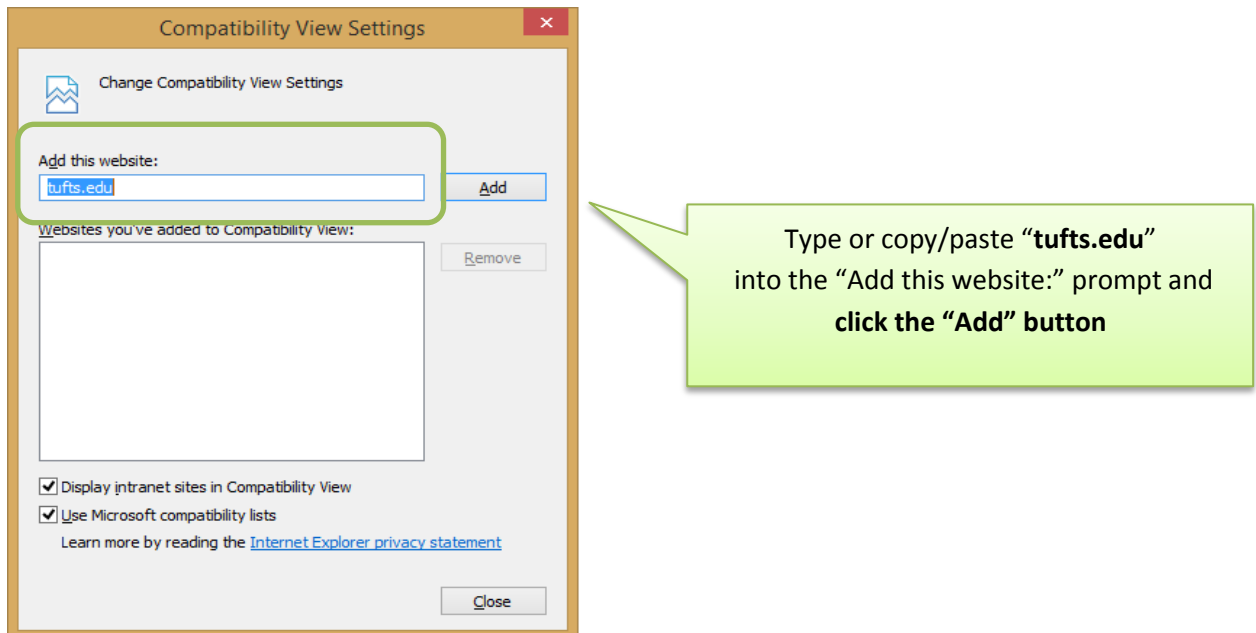 Compatibility View Settings
Change Compatibility View Settings
Add this website:
tufts.edu
Add
Websites you've added to Compatibility View:
Remove
Display intranet sites in Compatibility View
Use Microsoft compatibility lists
Learn more by reading the Internet Explorer privacy statement
Close
Type or copy/paste “tufts.edu”
into the “Add this website:” prompt and
click the “Add” button